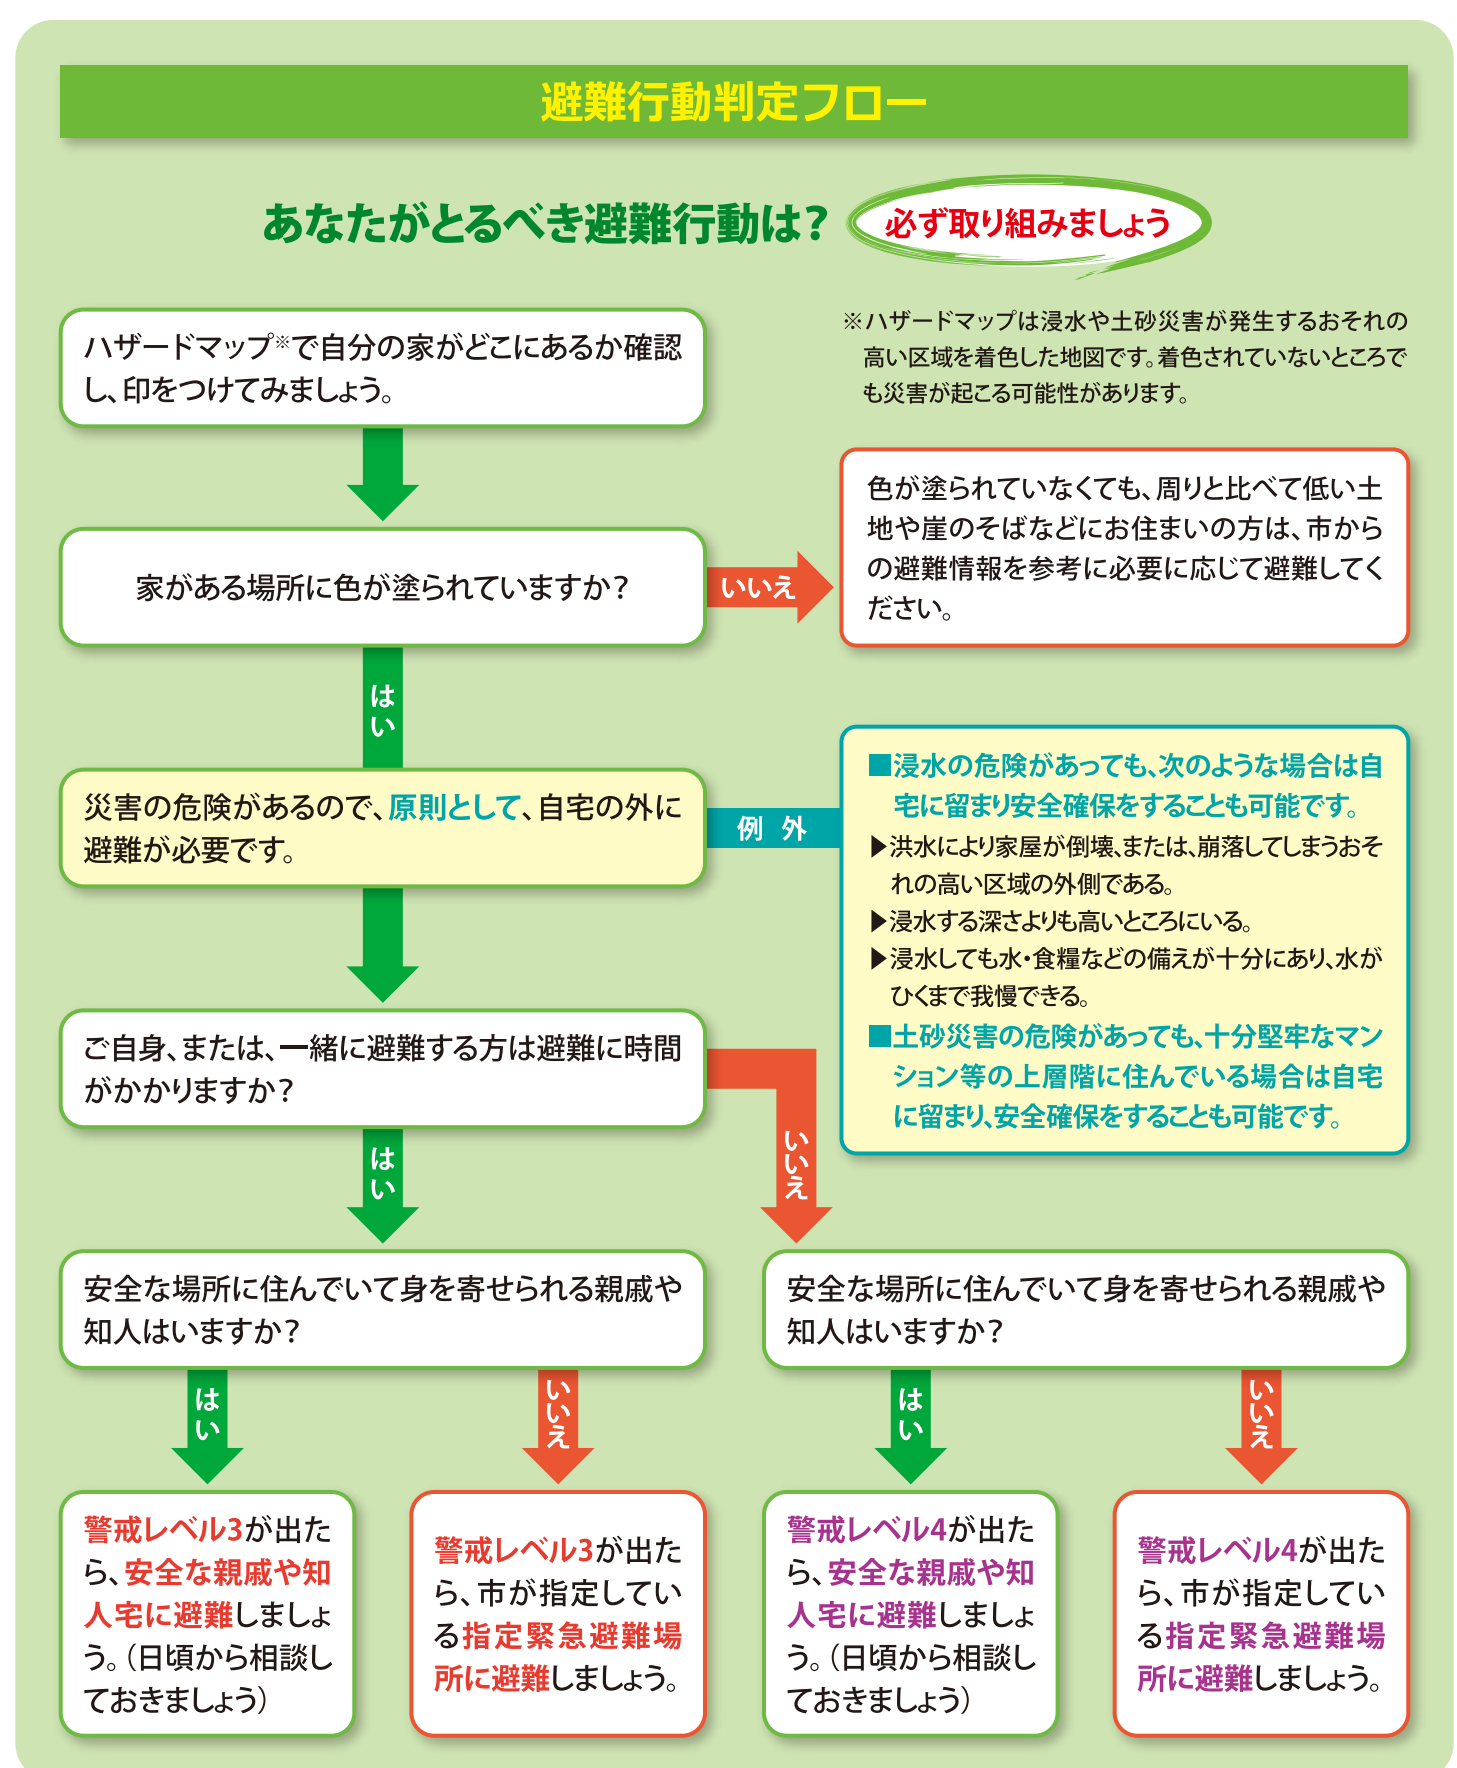 避難行動判定フロー
あなたがとるべき避難行動は？
必ず取り組みましょう
ハザードマップ※で自分の家がどこにあるか確認
し、印をつけてみましょう。
※ハザードマップは浸水や土砂災害が発生するおそれの
高い区域を着色した地図です。着色されていないところで
も災害が起こる可能性があります。
家がある場所に色が塗られていますか？
いいえ
色が塗られていなくても、周りと比べて低い土
地や崖のそばなどにお住まいの方は、市から
の避難情報を参考に必要に応じて避難してく
ださい。
はい
災害の危険があるので、原則として、自宅の外に
避難が必要です。
例外
■浸水の危険があっても、次のような場合は自
宅に留まり安全確保をすることも可能です。
▶洪水により家屋が倒壊、または、崩落してしまうおそ
れの高い区域の外側である。
▶浸水する深さよりも高いところにいる。
▶浸水しても水・食糧などの備えが十分にあり、水が
ひくまで我慢できる。
■土砂災害の危険があっても、十分堅牢なマン
ション等の上層階に住んでいる場合は自宅
に留まり、安全確保をすることも可能です。
ご自身、または、一緒に避難する方は避難に時間
がかかりますか？
はい
いいえ
安全な場所に住んでいて身を寄せられる親戚や
知人はいますか？
安全な場所に住んでいて身を寄せられる親戚や
知人はいますか？
はい
いいえ
はい
いいえ
警戒レベル3が出た
ら、安全な親戚や知
人宅に避難しましょ
う。（日頃から相談し
ておきましょう）
警戒レベル3が出た
ら、市が指定してい
る指定緊急避難場
所に避難しましょう。
警戒レベル4が出た
ら、安全な親戚や知
人宅に避難しましょ
う。（日頃から相談し
ておきましょう）
警戒レベル4が出た
ら、市が指定してい
る指定緊急避難場
所に避難しましょう。